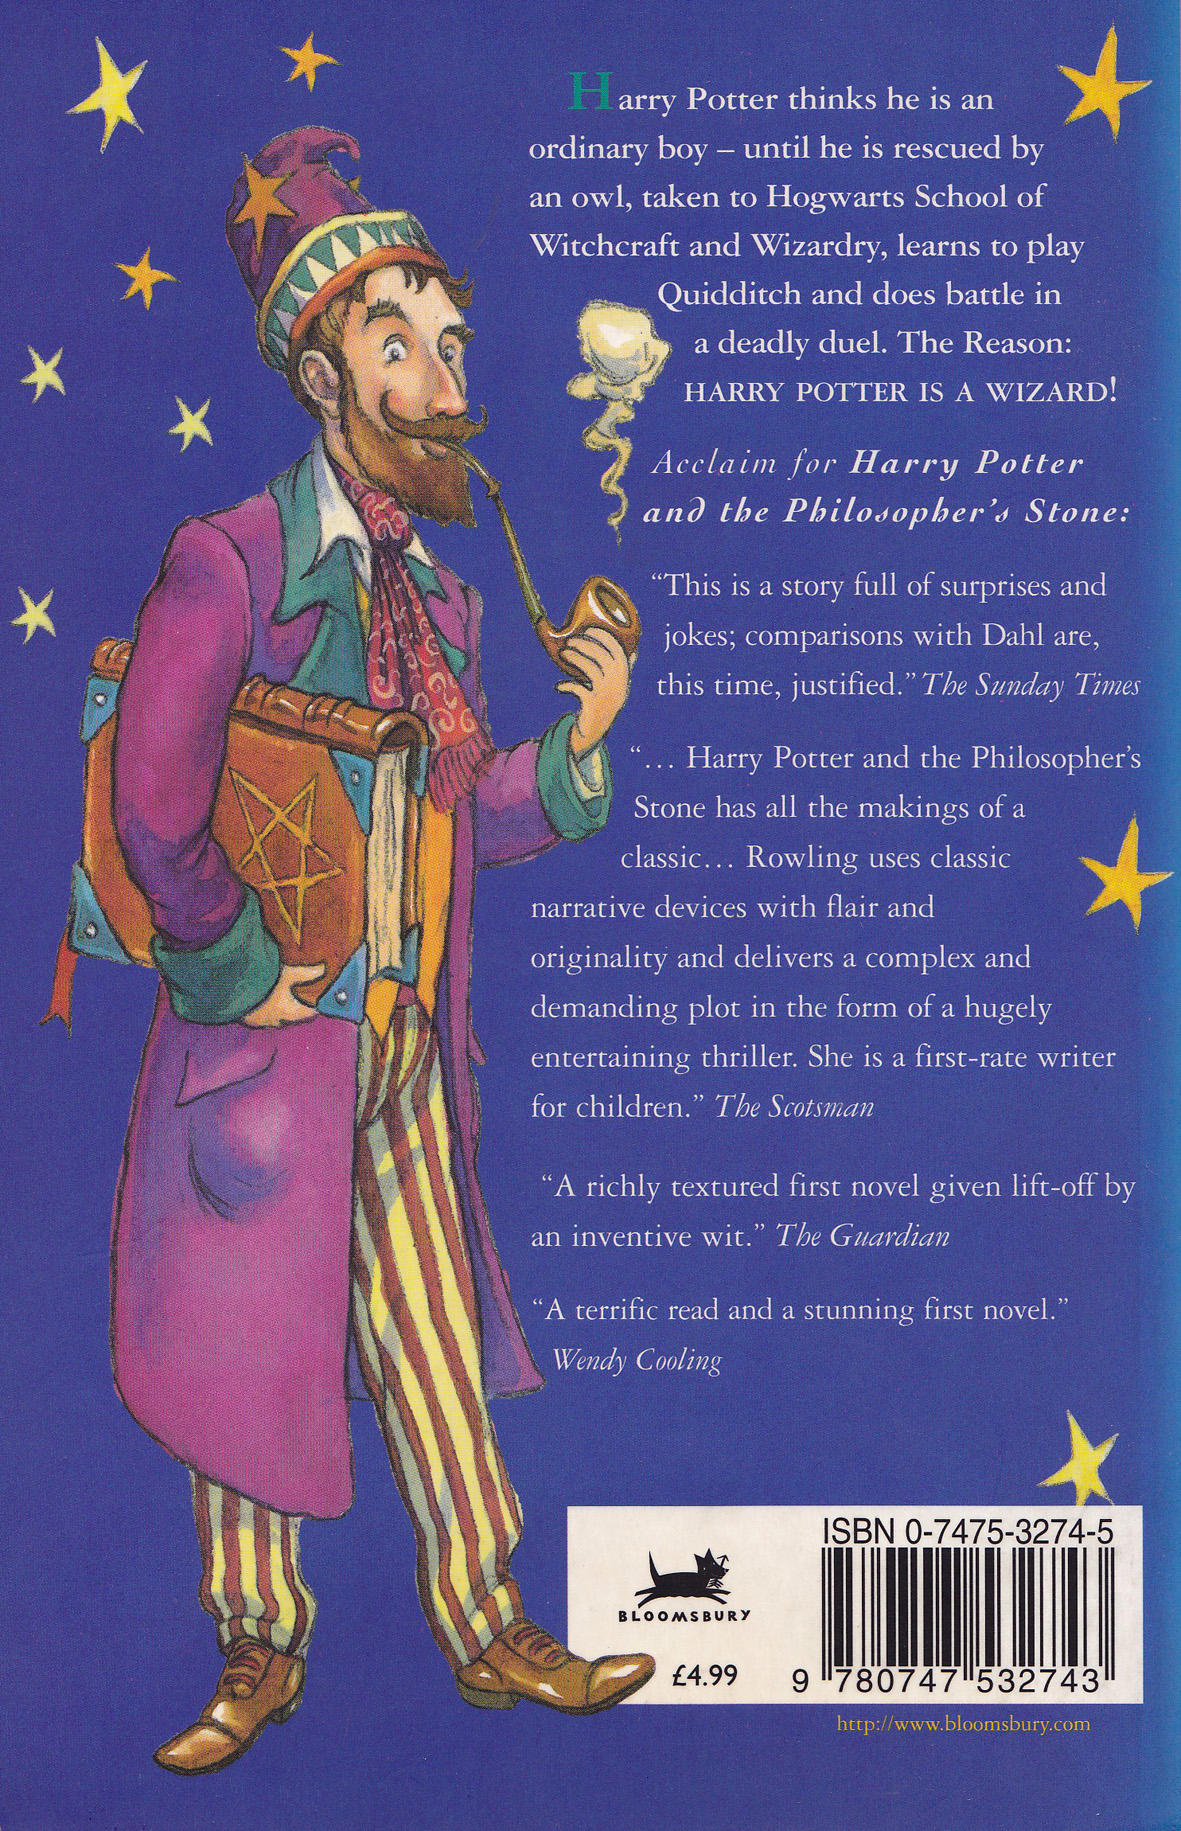 Harry Potter thinks he is an
ordinary boy – until he is rescued by
an owl, taken to Hogwarts School of
Witchcraft and Wizardry, learns to play
Quidditch and does battle in
a deadly duel. The Reason:
HARRY POTTER IS A WIZARD!
Acclaim for Harry Potter
and the Philosopher’s Stone:
“This is a story full of surprises and
jokes; comparisons with Dahl are,
this time, justified.” The Sunday Times
“… Harry Potter and the Philosopher’s
Stone has all the makings of a
classic… Rowling uses classic
narrative devices with flair and
originality and delivers a complex and
demanding plot in the form of a hugely
entertaining thriller. She is a first-rate writer
for children.” The Scotsman
“A richly textured first novel given lift-off by
an inventive wit.” The Guardian
“A terrific read and a stunning first novel.”
Wendy Cooling
ISBN 0-7475-3274-5
BLOOMSBURY
£4.99
9 780747 532743
http://www.bloomsbury.com